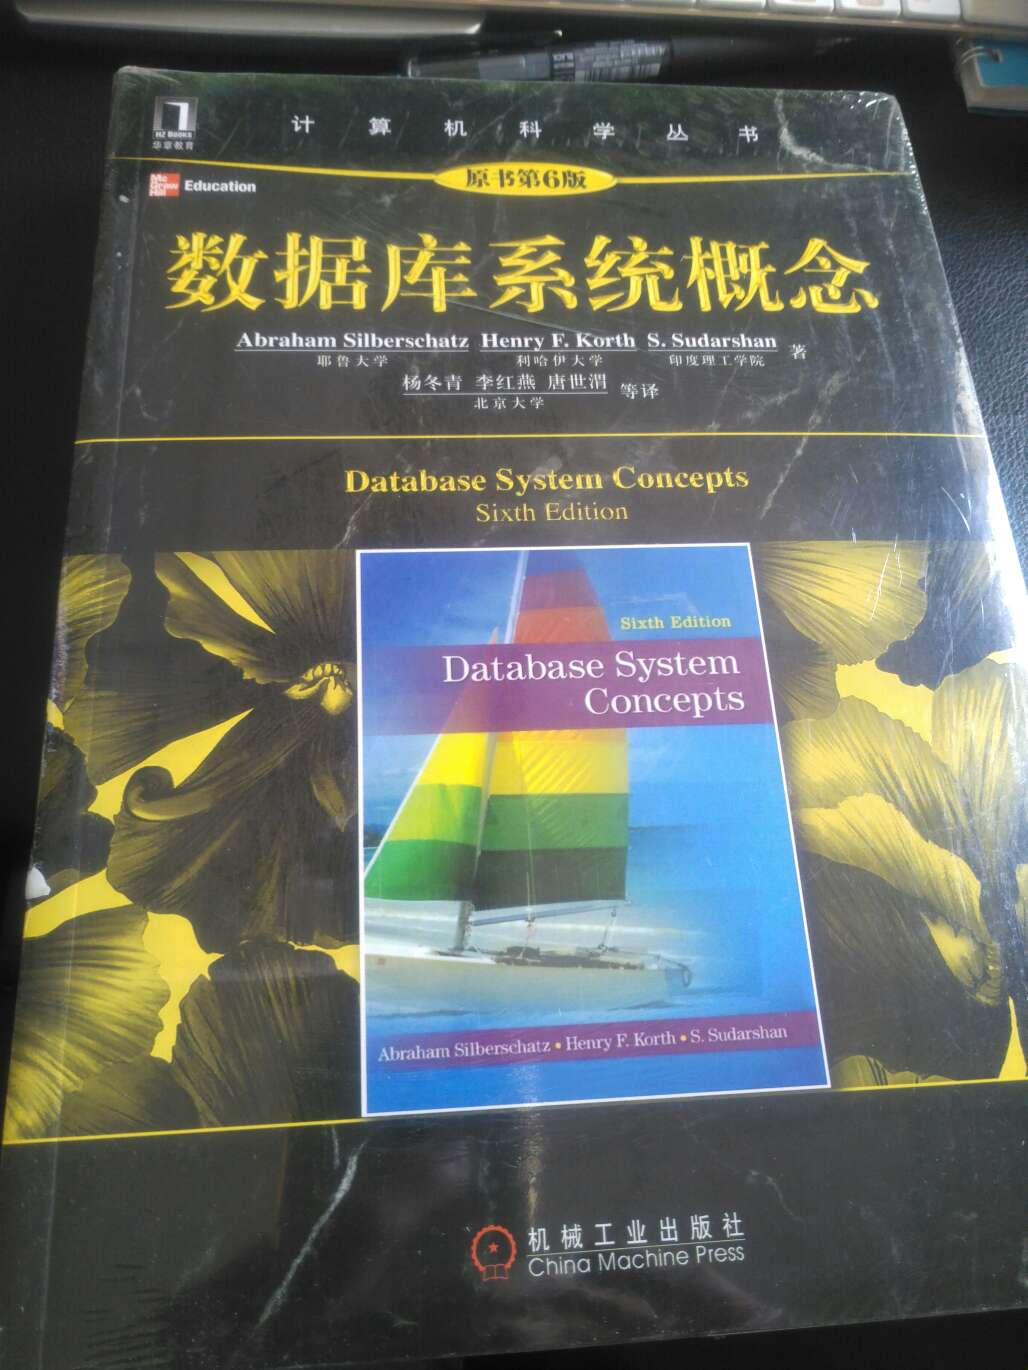 计算机科学丛书
HZ Books
华章教育
原书第6版
Mc Graw Hill Education
数据库系统概念
Abraham Silberschatz Henry F. Korth S. Sudarshan 著
耶鲁大学 利哈伊大学 印度理工学院
杨冬青 李红燕 唐世渭 等译
北京大学
Database System Concepts
Sixth Edition
Sixth Edition
Database System
Concepts
Abraham Silberschatz • Henry F. Korth • S. Sudarshan
机械工业出版社
China Machine Press